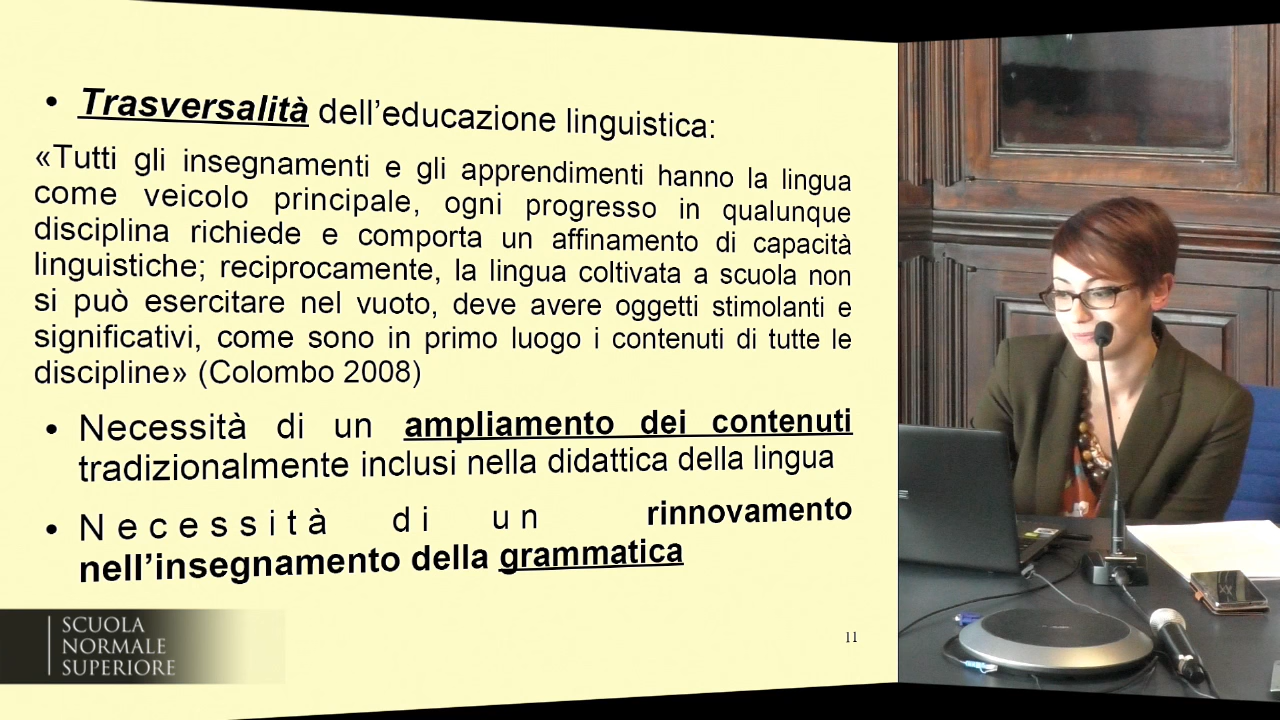 • Trasversalità dell’educazione linguistica:
«Tutti gli insegnamenti e gli apprendimenti hanno la lingua
come veicolo principale, ogni progresso in qualunque
disciplina richiede e comporta un affinamento di capacità
linguistiche; reciprocamente, la lingua coltivata a scuola non
si può esercitare nel vuoto, deve avere oggetti stimolanti e
significativi, come sono in primo luogo i contenuti di tutte le
discipline» (Colombo 2008)
• Necessità di un ampliamento dei contenuti
tradizionalmente inclusi nella didattica della lingua
• Necessità di un rinnovamento
nell’insegnamento della grammatica
SCUOLA
NORMALE
SUPERIORE
11